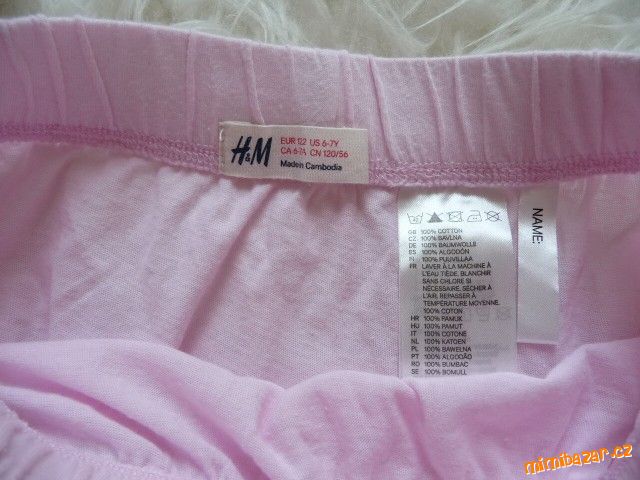 H&M
EUR 122 US 6-7Y
CA 6-7A CN 120/56
Made in Cambodia
GB 100% COTTON
CZ 100% BAVLNA
DE 100% BAUMWOLLE
ES 100% ALGODÓN
FI 100% PUUVILLAA
FR LAVER À LA MACHINE À
L'EAU TIÈDE, BLANCHIR
SANS CHLORE SI
NÉCESSAIRE, SÉCHER À
L'AIR, REPASSER À
TEMPÉRATURE MOYENNE.
100% COTON
HR 100% PAMUK
HU 100% PAMUT
IT 100% COTONE
NL 100% KATOEN
PL 100% BAWEŁNA
PT 100% ALGODÃO
RO 100% BUMBAC
SE 100% BOMULL
NAME:
mimibazar.cz